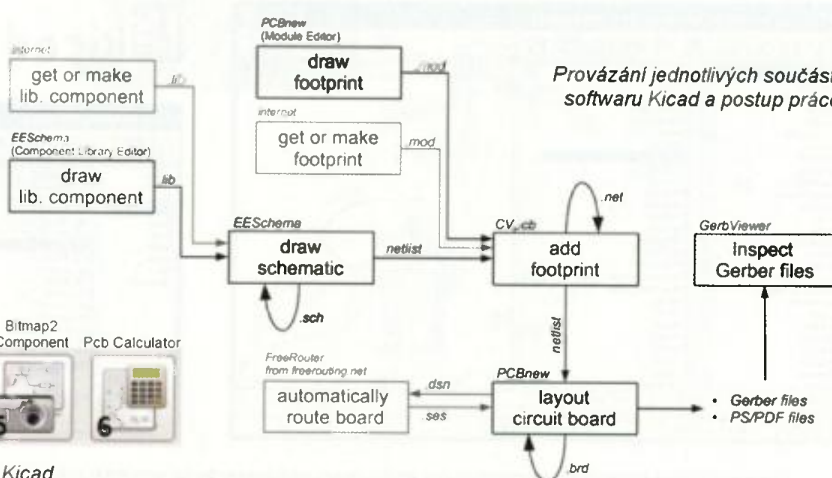 PCBnew
(Module Editor)
draw
footprint
.mod
internet
get or make
lib. component
.lib
Provázání jednotlivých součást
softwaru Kicad a postup práce
internet
get or make
footprint
.mod
EESchema
(Component Library Editor)
draw
lib. component
.lib
EESchema
draw
schematic
.sch
netlist
add
footprint
.net
GerbViewer
Inspect
Gerber files
netlist
Bitmap2
Component
Pcb Calculator
6
FreeRouter
from freerouting.net
automatically
route board
.dsn
.ses
PCBnew
layout
circuit board
.brd
• Gerber files
• PS/PDF files
Kicad